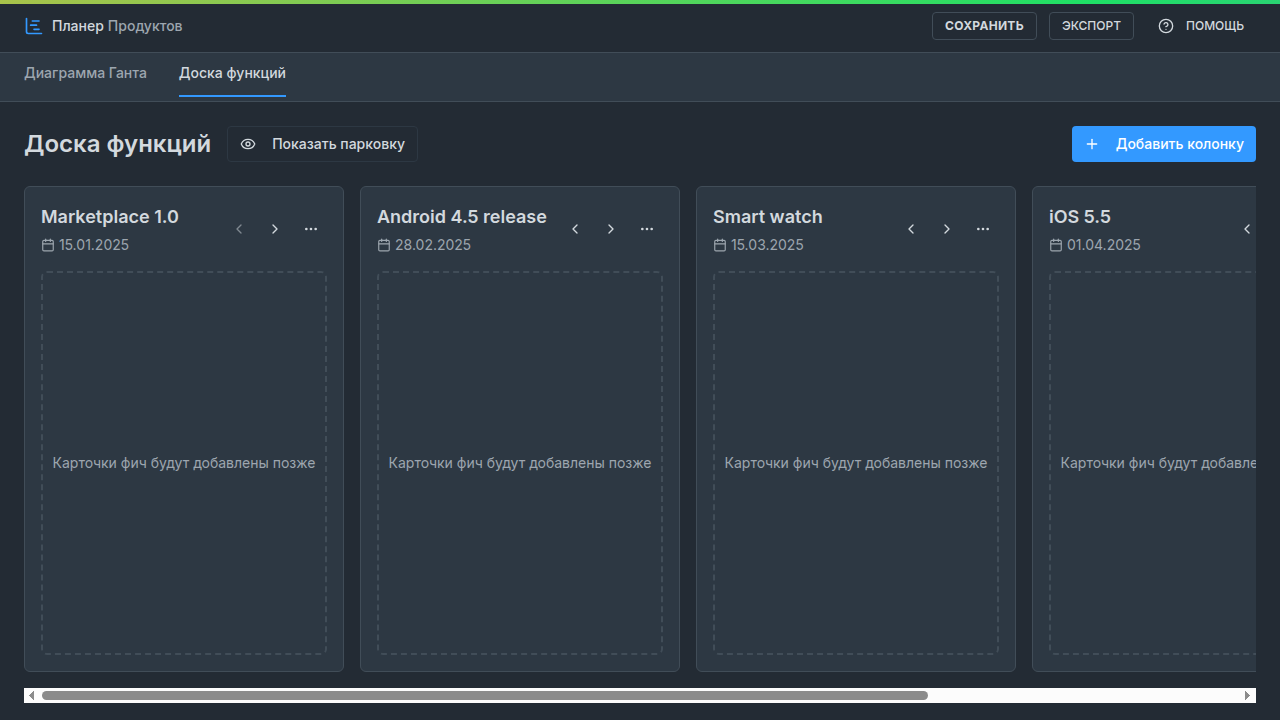 Планер Продуктов
СОХРАНИТЬ
ЭКСПОРТ
ПОМОЩЬ
Диаграмма Ганта
Доска функций
Доска функций
Показать парковку
Добавить колонку
Marketplace 1.0
15.01.2025
Карточки фич будут добавлены позже
Android 4.5 release
28.02.2025
Карточки фич будут добавлены позже
Smart watch
15.03.2025
Карточки фич будут добавлены позже
iOS 5.5
01.04.2025
Карточки фич будут добавле